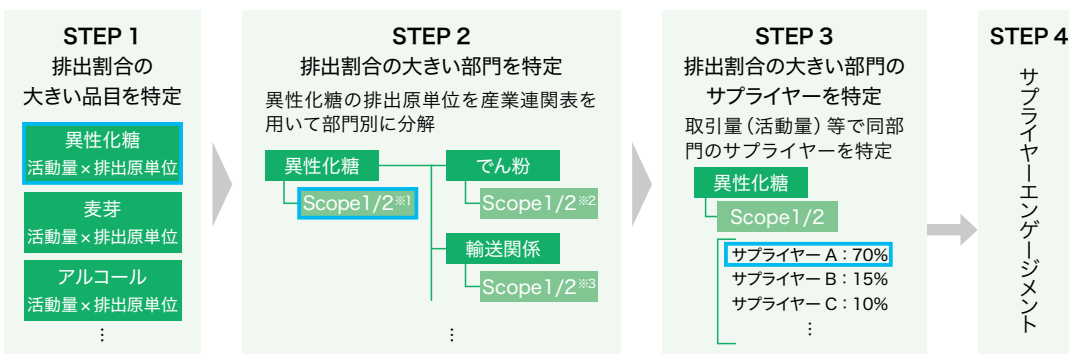 STEP 1
排出割合の
大きい品目を特定
異性化糖
活動量×排出原単位
麦芽
活動量×排出原単位
アルコール
活動量×排出原単位
…
STEP 2
排出割合の大きい部門を特定
異性化糖の排出原単位を産業連関表を
用いて部門別に分解
異性化糖
Scope1/2※1
でん粉
Scope1/2※2
輸送関係
Scope1/2※3
…
STEP 3
排出割合の大きい部門の
サプライヤーを特定
取引量(活動量)等で同部
門のサプライヤーを特定
異性化糖
Scope1/2
サプライヤー A:70%
サプライヤー B:15%
サプライヤー C:10%
…
STEP 4
サプライヤーエンゲージメント